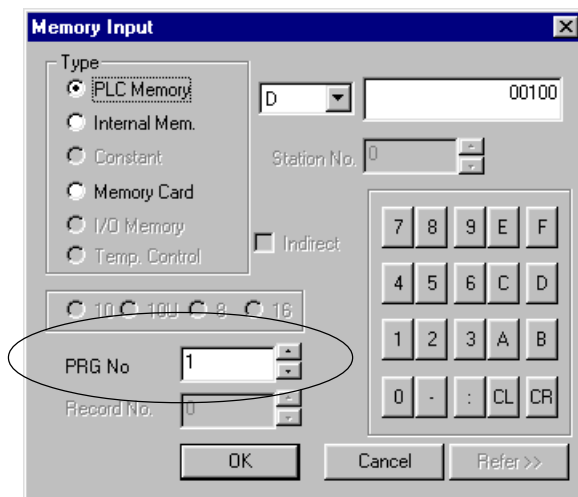 Memory Input
Type
PLC Memory
Internal Mem.
Constant
Memory Card
I/O Memory
Temp. Control
D
00100
Station No. 0
Indirect
7 8 9 E F
4 5 6 C D
1 2 3 A B
0 - : CL CR
10 10U 8 16
PRG No 1
Record No. 0
OK Cancel Refer >>